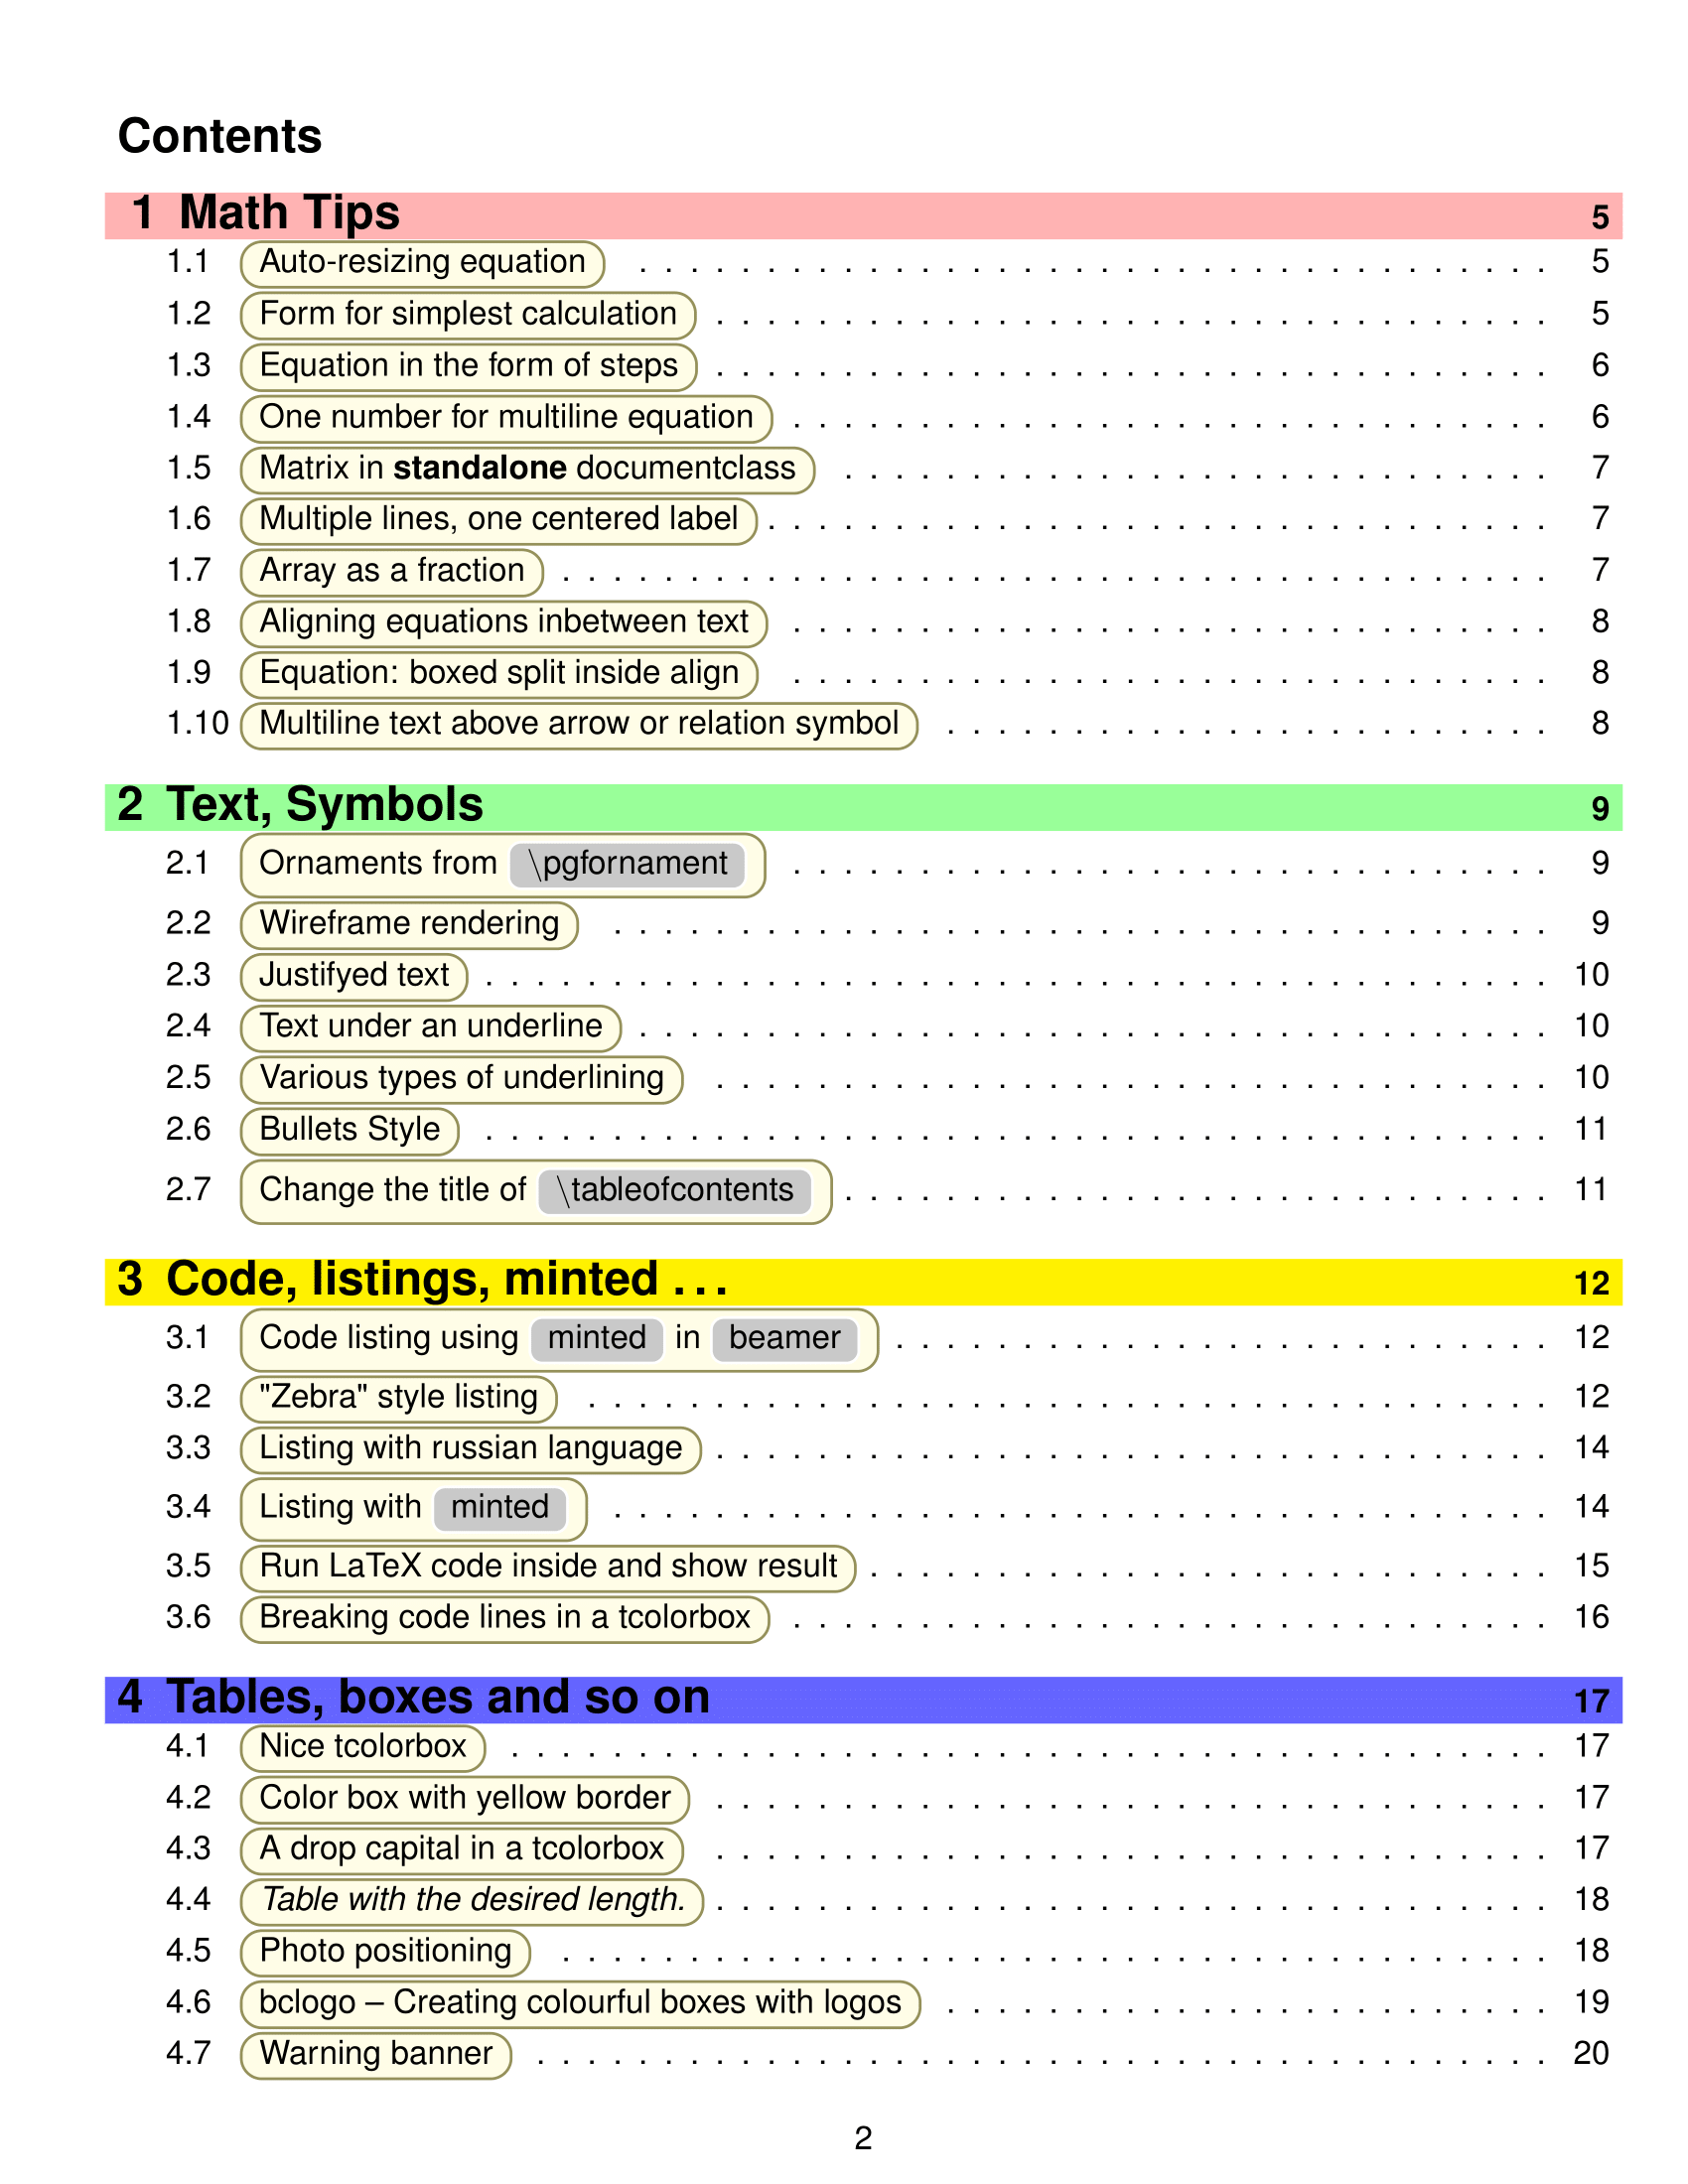 Contents
1 Math Tips 5
1.1 Auto-resizing equation . . . . . . . . . . . . . . . . . . . . . . . . . . . . . . . . . . . . 5
1.2 Form for simplest calculation . . . . . . . . . . . . . . . . . . . . . . . . . . . . . . . . . 5
1.3 Equation in the form of steps . . . . . . . . . . . . . . . . . . . . . . . . . . . . . . . . . 6
1.4 One number for multiline equation . . . . . . . . . . . . . . . . . . . . . . . . . . . . . . 6
1.5 Matrix in standalone documentclass . . . . . . . . . . . . . . . . . . . . . . . . . . . . 7
1.6 Multiple lines, one centered label . . . . . . . . . . . . . . . . . . . . . . . . . . . . . . . 7
1.7 Array as a fraction . . . . . . . . . . . . . . . . . . . . . . . . . . . . . . . . . . . . . . . 7
1.8 Aligning equations inbetween text . . . . . . . . . . . . . . . . . . . . . . . . . . . . . . 8
1.9 Equation: boxed split inside align . . . . . . . . . . . . . . . . . . . . . . . . . . . . . . 8
1.10 Multiline text above arrow or relation symbol . . . . . . . . . . . . . . . . . . . . . . . . 8
2 Text, Symbols 9
2.1 Ornaments from \pgfornament . . . . . . . . . . . . . . . . . . . . . . . . . . . . . . 9
2.2 Wireframe rendering . . . . . . . . . . . . . . . . . . . . . . . . . . . . . . . . . . . . . 9
2.3 Justifyed text . . . . . . . . . . . . . . . . . . . . . . . . . . . . . . . . . . . . . . . . . . 10
2.4 Text under an underline . . . . . . . . . . . . . . . . . . . . . . . . . . . . . . . . . . . . 10
2.5 Various types of underlining . . . . . . . . . . . . . . . . . . . . . . . . . . . . . . . . . 10
2.6 Bullets Style . . . . . . . . . . . . . . . . . . . . . . . . . . . . . . . . . . . . . . . . . . 11
2.7 Change the title of \tableofcontents . . . . . . . . . . . . . . . . . . . . . . . . . . . . 11
3 Code, listings, minted . . . 12
3.1 Code listing using minted in beamer . . . . . . . . . . . . . . . . . . . . . . . . . . 12
3.2 "Zebra" style listing . . . . . . . . . . . . . . . . . . . . . . . . . . . . . . . . . . . . . . 12
3.3 Listing with russian language . . . . . . . . . . . . . . . . . . . . . . . . . . . . . . . . . 14
3.4 Listing with minted . . . . . . . . . . . . . . . . . . . . . . . . . . . . . . . . . . . . . 14
3.5 Run LaTeX code inside and show result . . . . . . . . . . . . . . . . . . . . . . . . . . . 15
3.6 Breaking code lines in a tcolorbox . . . . . . . . . . . . . . . . . . . . . . . . . . . . . . 16
4 Tables, boxes and so on 17
4.1 Nice tcolorbox . . . . . . . . . . . . . . . . . . . . . . . . . . . . . . . . . . . . . . . . . 17
4.2 Color box with yellow border . . . . . . . . . . . . . . . . . . . . . . . . . . . . . . . . . 17
4.3 A drop capital in a tcolorbox . . . . . . . . . . . . . . . . . . . . . . . . . . . . . . . . . 17
4.4 Table with the desired length. . . . . . . . . . . . . . . . . . . . . . . . . . . . . . . . . . 18
4.5 Photo positioning . . . . . . . . . . . . . . . . . . . . . . . . . . . . . . . . . . . . . . . 18
4.6 bclogo – Creating colourful boxes with logos . . . . . . . . . . . . . . . . . . . . . . . . 19
4.7 Warning banner . . . . . . . . . . . . . . . . . . . . . . . . . . . . . . . . . . . . . . . . 20
2